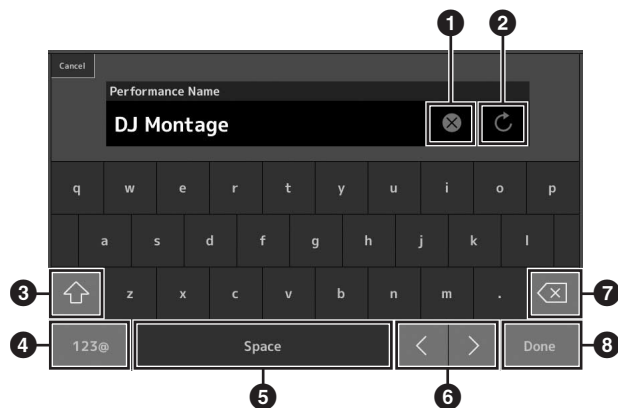 1 2
Cancel
Performance Name
DJ Montage
q w e r t y u i o p
a s d f g h j k l
3 z x c v b n m . 7
4 123@ Space < > Done 8
5 6